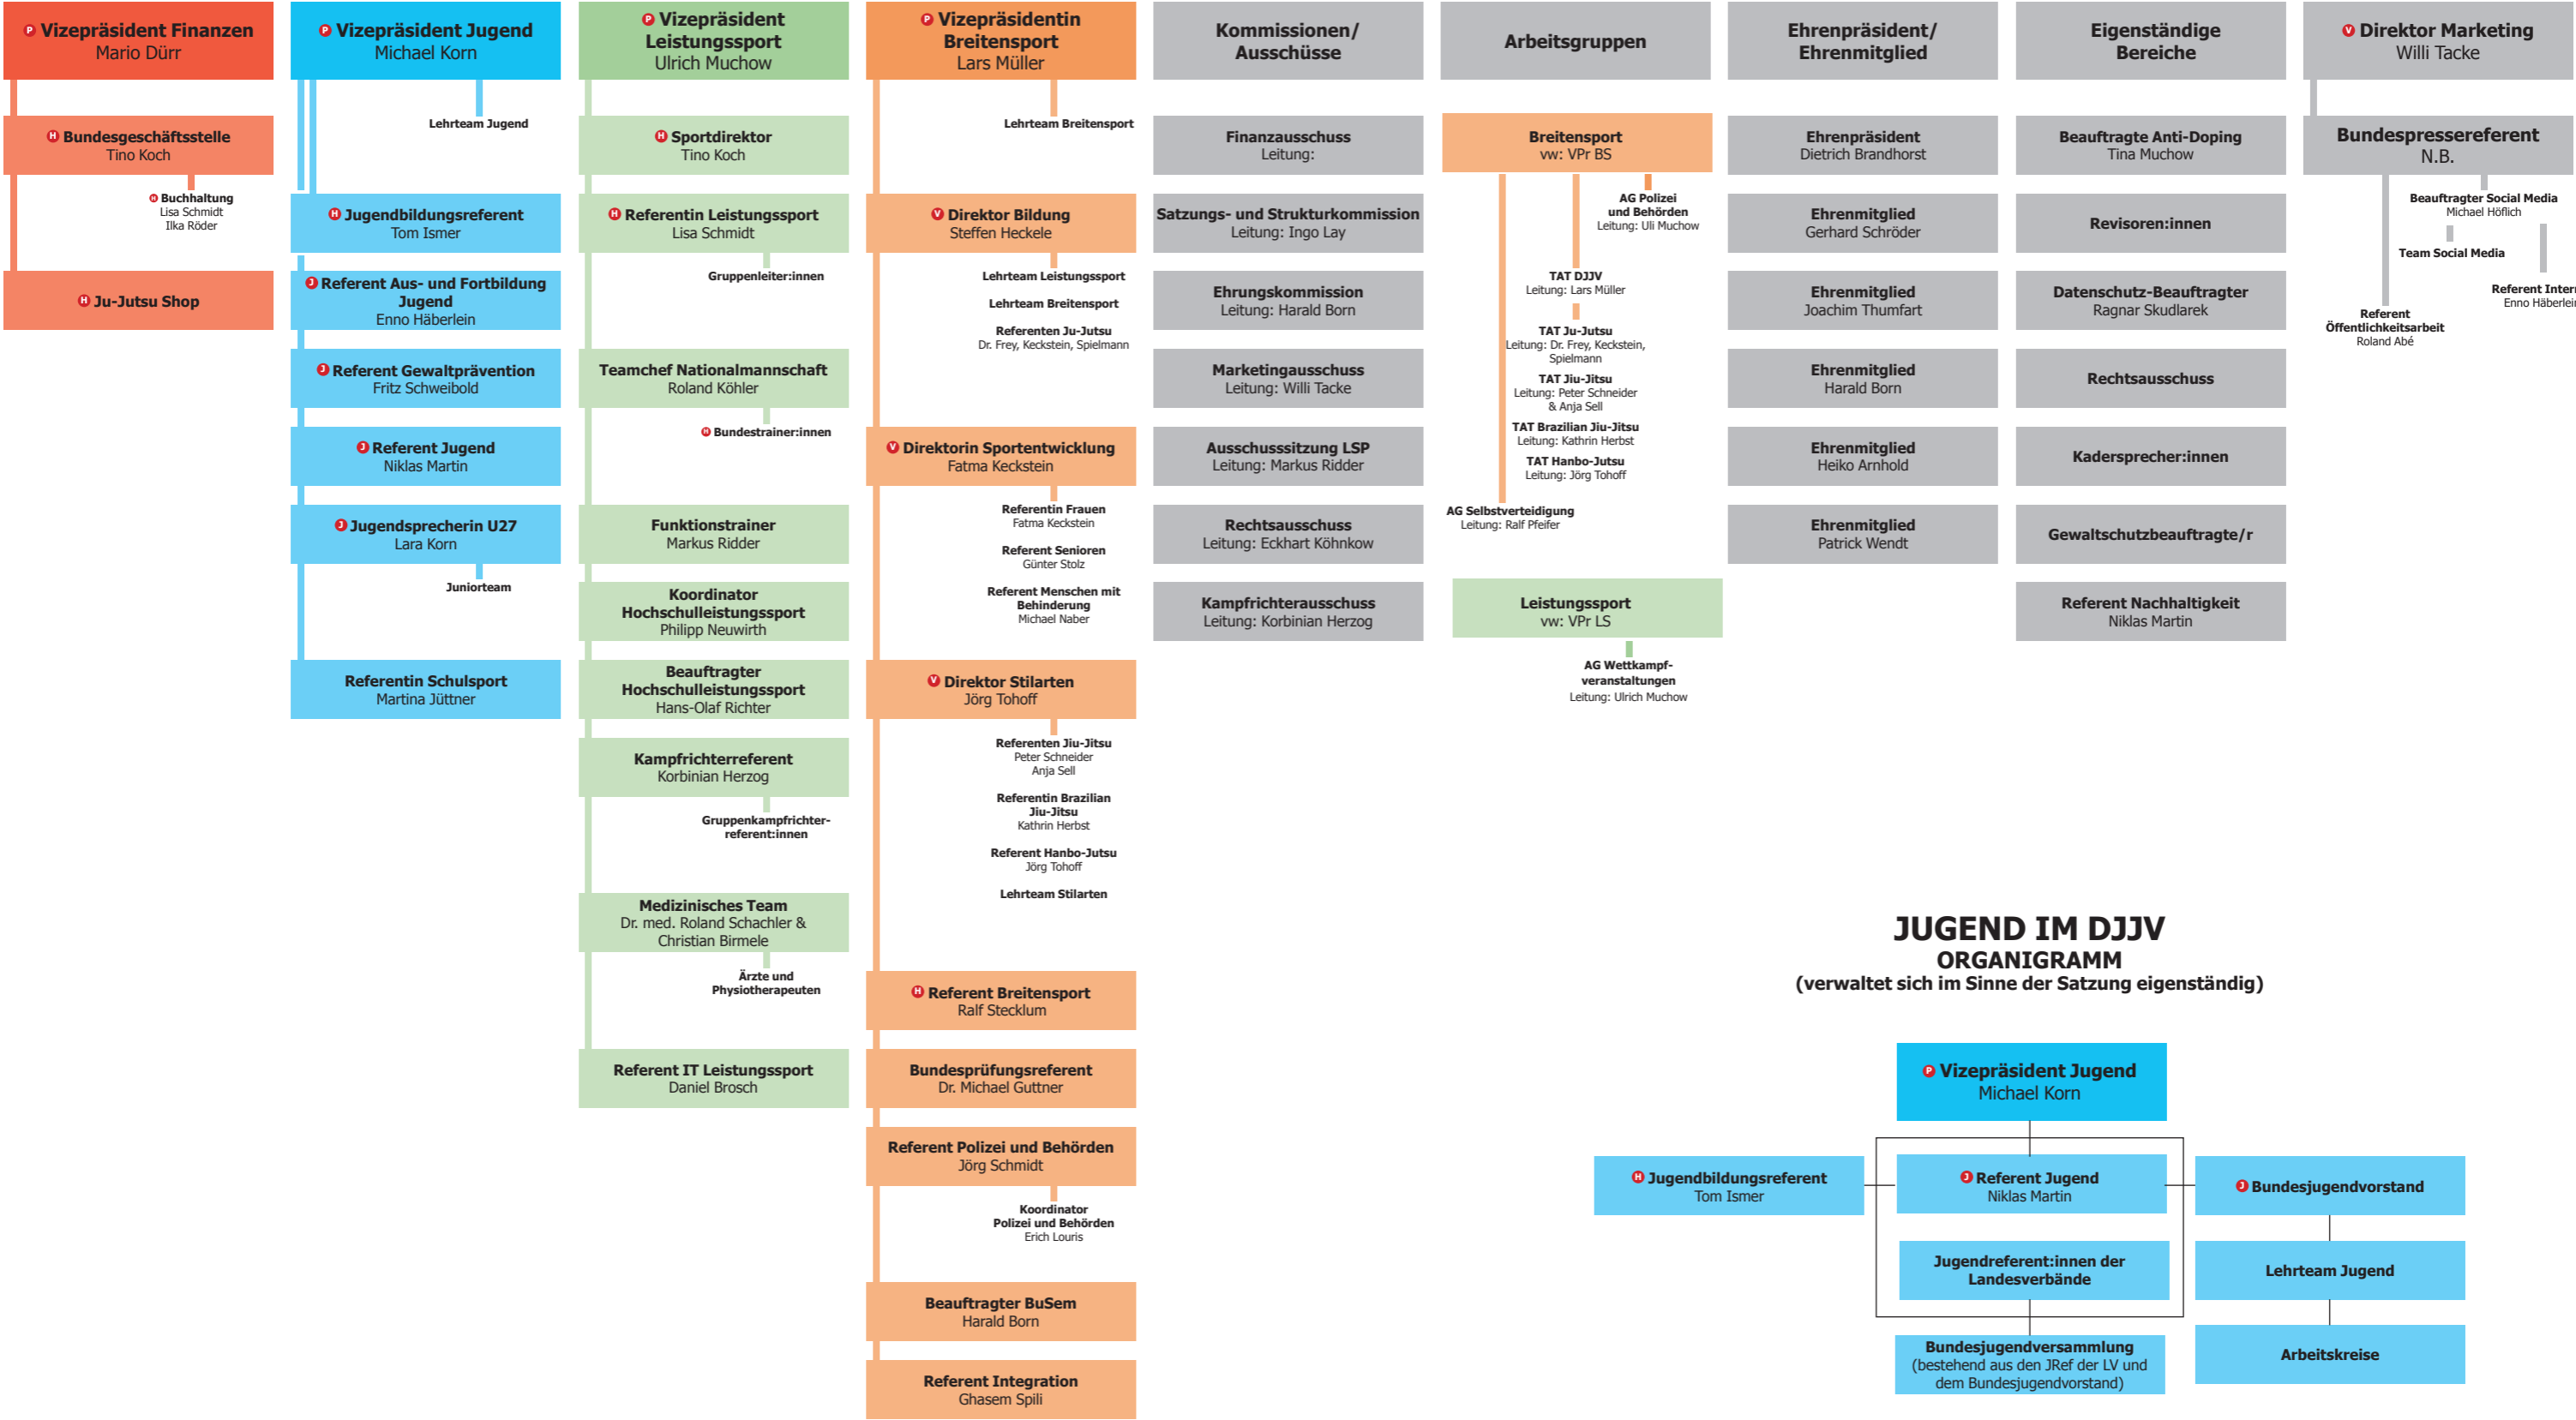 P Vizepräsident Finanzen
Mario Dürr
H Bundesgeschäftsstelle
Tino Koch
H Buchhaltung
Lisa Schmidt
Ilka Röder
H Ju-Jutsu Shop
P Vizepräsident Jugend
Michael Korn
Lehrteam Jugend
H Jugendbildungsreferent
Tom Ismer
J Referent Aus- und Fortbildung
Jugend
Enno Häberlein
J Referent Gewaltprävention
Fritz Schweibold
J Referent Jugend
Niklas Martin
J Jugendsprecherin U27
Lara Korn
Juniorteam
Referentin Schulsport
Martina Jüttner
P Vizepräsident
Leistungssport
Ulrich Muchow
H Sportdirektor
Tino Koch
H Referentin Leistungssport
Lisa Schmidt
Gruppenleiter:innen
Teamchef Nationalmannschaft
Roland Köhler
H Bundestrainer:innen
Funktionstrainer
Markus Ridder
Koordinator
Hochschulleistungssport
Philipp Neuwirth
Beauftragter
Hochschulleistungssport
Hans-Olaf Richter
Kampfrichterreferent
Korbinian Herzog
Gruppenkampfrichter-
referent:innen
Medizinisches Team
Dr. med. Roland Schachler &
Christian Birmele
Ärzte und
Physiotherapeuten
Referent IT Leistungssport
Daniel Brosch
P Vizepräsidentin
Breitensport
Lars Müller
Lehrteam Breitensport
V Direktor Bildung
Steffen Heckele
Lehrteam Leistungssport
Lehrteam Breitensport
Referenten Ju-Jutsu
Dr. Frey, Keckstein, Spielmann
V Direktorin Sportentwicklung
Fatma Keckstein
Referentin Frauen
Fatma Keckstein
Referent Senioren
Günter Stolz
Referent Menschen mit
Behinderung
Michael Naber
V Direktor Stilarten
Jörg Tohoff
Referenten Jiu-Jitsu
Peter Schneider
Anja Sell
Referentin Brazilian
Jiu-Jitsu
Kathrin Herbst
Referent Hanbo-Jutsu
Jörg Tohoff
Lehrteam Stilarten
H Referent Breitensport
Ralf Stecklum
Bundesprüfungsreferent
Dr. Michael Guttner
Referent Polizei und Behörden
Jörg Schmidt
Koordinator
Polizei und Behörden
Erich Louris
Beauftragter BuSem
Harald Born
Referent Integration
Ghasem Spili
Kommissionen/
Ausschüsse
Finanzausschuss
Leitung:
Satzungs- und Strukturkommission
Leitung: Ingo Lay
Ehrungskommission
Leitung: Harald Born
Marketingausschuss
Leitung: Willi Tacke
Ausschusssitzung LSP
Leitung: Markus Ridder
Rechtsausschuss
Leitung: Eckhart Köhnkow
Kampfrichterausschuss
Leitung: Korbinian Herzog
Arbeitsgruppen
Breitensport
vw: VPr BS
AG Polizei
und Behörden
Leitung: Uli Muchow
TAT DJJV
Leitung: Lars Müller
TAT Ju-Jutsu
Leitung: Dr. Frey, Keckstein,
Spielmann
TAT Jiu-Jitsu
Leitung: Peter Schneider
& Anja Sell
TAT Brazilian Jiu-Jitsu
Leitung: Kathrin Herbst
TAT Hanbo-Jutsu
Leitung: Jörg Tohoff
AG Selbstverteidigung
Leitung: Ralf Pfeifer
Leistungssport
vw: VPr LS
AG Wettkampf-
veranstaltungen
Leitung: Ulrich Muchow
Ehrenpräsident/
Ehrenmitglied
Ehrenpräsident
Dietrich Brandhorst
Ehrenmitglied
Gerhard Schröder
Ehrenmitglied
Joachim Thumfart
Ehrenmitglied
Harald Born
Ehrenmitglied
Heiko Arnhold
Ehrenmitglied
Patrick Wendt
Eigenständige
Bereiche
Beauftragte Anti-Doping
Tina Muchow
Revisoren:innen
Datenschutz-Beauftragter
Ragnar Skudlarek
Rechtsausschuss
Kadersprecher:innen
Gewaltschutzbeauftragte/r
Referent Nachhaltigkeit
Niklas Martin
V Direktor Marketing
Willi Tacke
Bundespressereferent
N.B.
Beauftragter Social Media
Michael Höflich
Team Social Media
Referent Intern
Enno Häberlein
Referent
Öffentlichkeitsarbeit
Roland Abé
JUGEND IM DJJV
ORGANIGRAMM
(verwaltet sich im Sinne der Satzung eigenständig)
P Vizepräsident Jugend
Michael Korn
H Jugendbildungsreferent
Tom Ismer
J Referent Jugend
Niklas Martin
J Bundesjugendvorstand
Jugendreferent:innen der
Landesverbände
Lehrteam Jugend
Bundesjugendversammlung
(bestehend aus den JRef der LV und
dem Bundesjugendvorstand)
Arbeitskreise